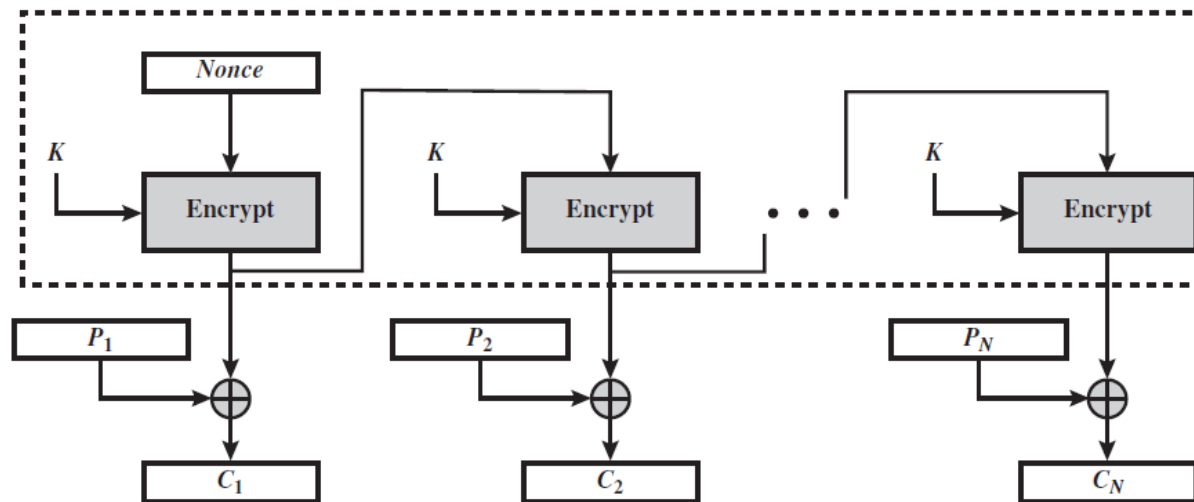 Nonce
K
K
K
Encrypt
Encrypt
• • •
Encrypt
P1
P2
PN
C1
C2
CN